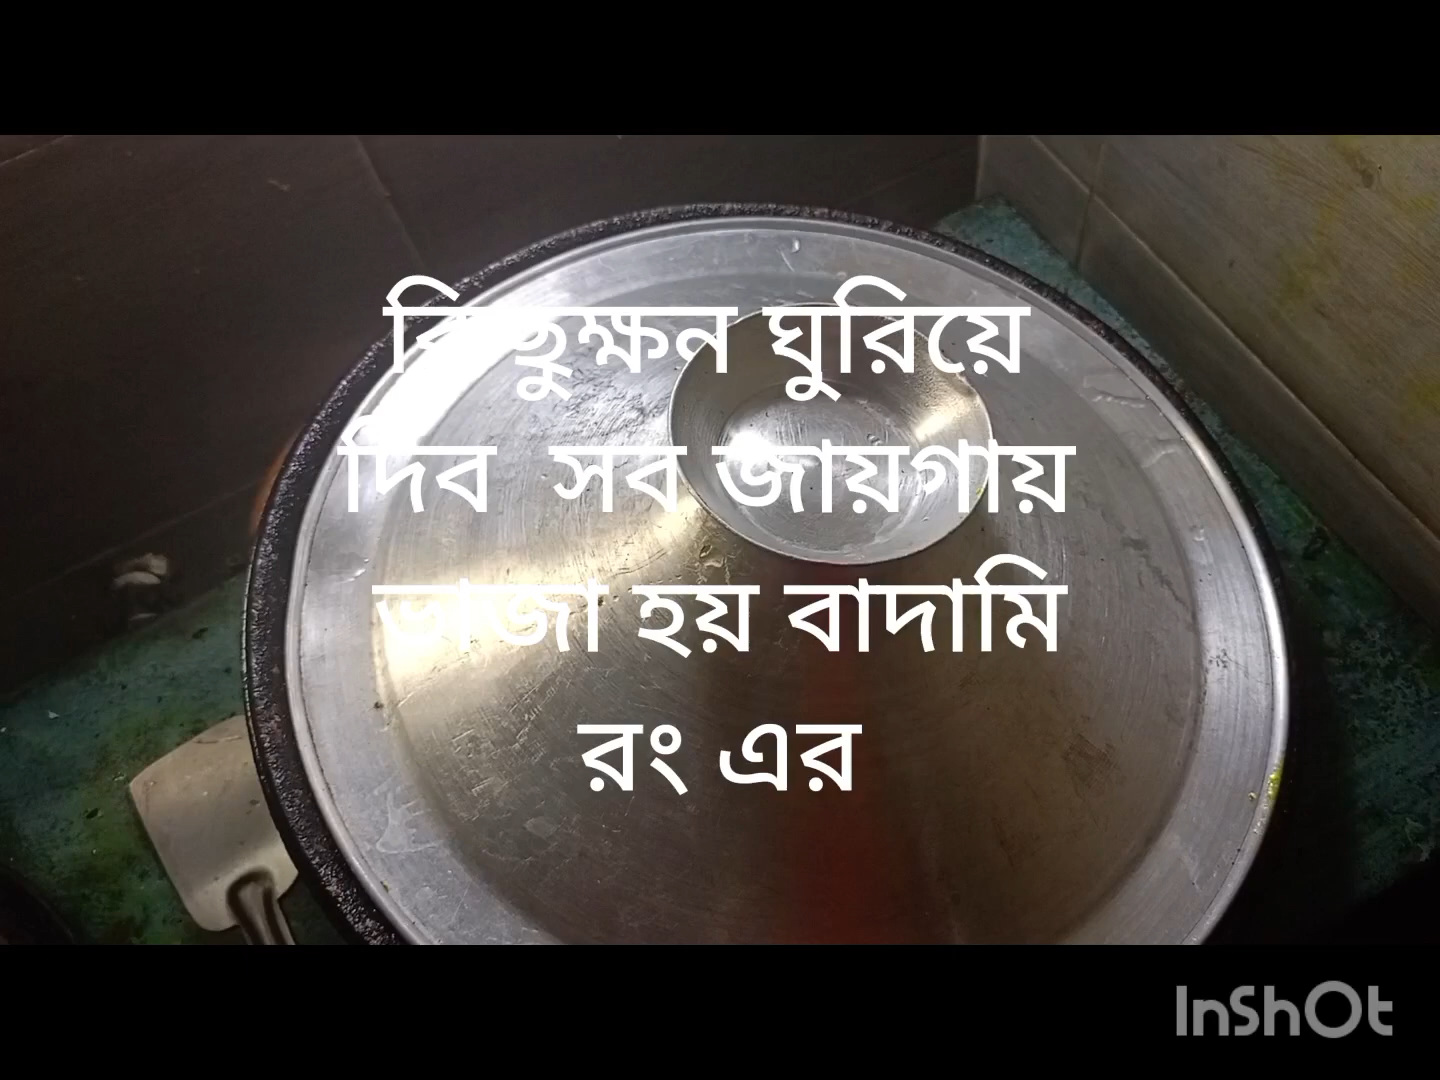 কিছুক্ষন ঘুরিয়ে
দিব সব জায়গায়
ভাজা হয় বাদামি
রং এর
InShOt